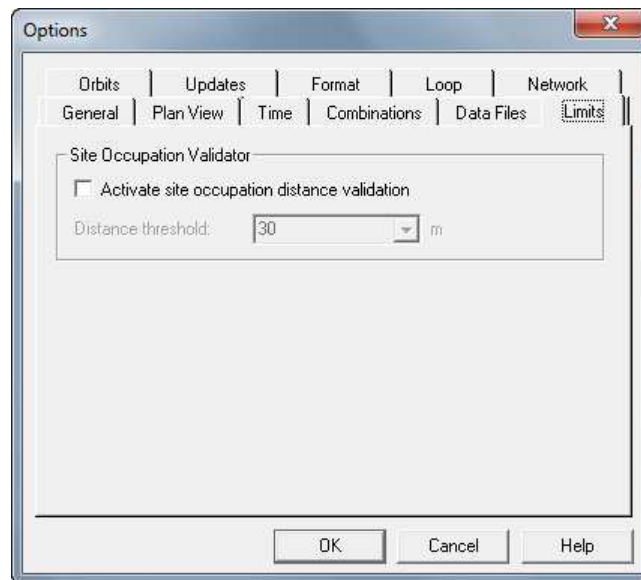 Options
Orbits Updates Format Loop Network
General Plan View Time Combinations Data Files Limits
Site Occupation Validator
Activate site occupation distance validation
Distance threshold: 30 m
OK Cancel Help